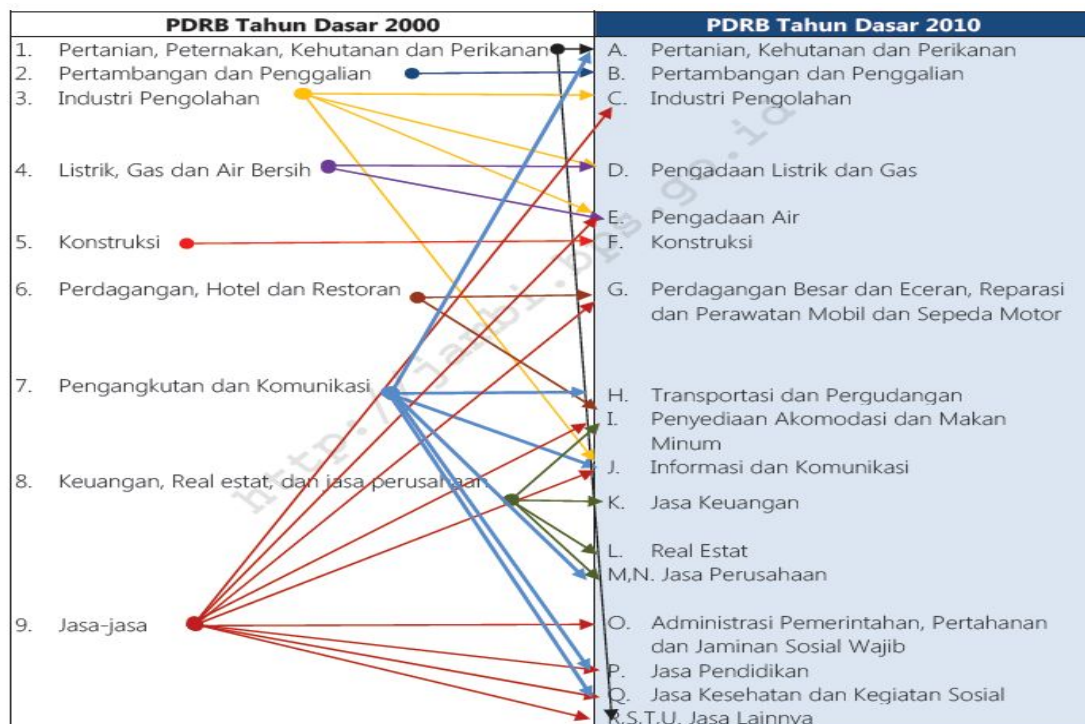 PDRB Tahun Dasar 2000
1. Pertanian, Peternakan, Kehutanan dan Perikanan
2. Pertambangan dan Penggalian
3. Industri Pengolahan
4. Listrik, Gas dan Air Bersih
5. Konstruksi
6. Perdagangan, Hotel dan Restoran
7. Pengangkutan dan Komunikasi
8. Keuangan, Real estat, dan jasa perusahaan
9. Jasa-jasa
PDRB Tahun Dasar 2010
A. Pertanian, Kehutanan dan Perikanan
B. Pertambangan dan Penggalian
C. Industri Pengolahan
D. Pengadaan Listrik dan Gas
E. Pengadaan Air
F. Konstruksi
G. Perdagangan Besar dan Eceran, Reparasi
dan Perawatan Mobil dan Sepeda Motor
H. Transportasi dan Pergudangan
I. Penyediaan Akomodasi dan Makan
Minum
J. Informasi dan Komunikasi
K. Jasa Keuangan
L. Real Estat
M,N. Jasa Perusahaan
O. Administrasi Pemerintahan, Pertahanan
dan Jaminan Sosial Wajib
P. Jasa Pendidikan
Q. Jasa Kesehatan dan Kegiatan Sosial
R,S,T,U. Jasa Lainnya
http://jambi.bps.go.id